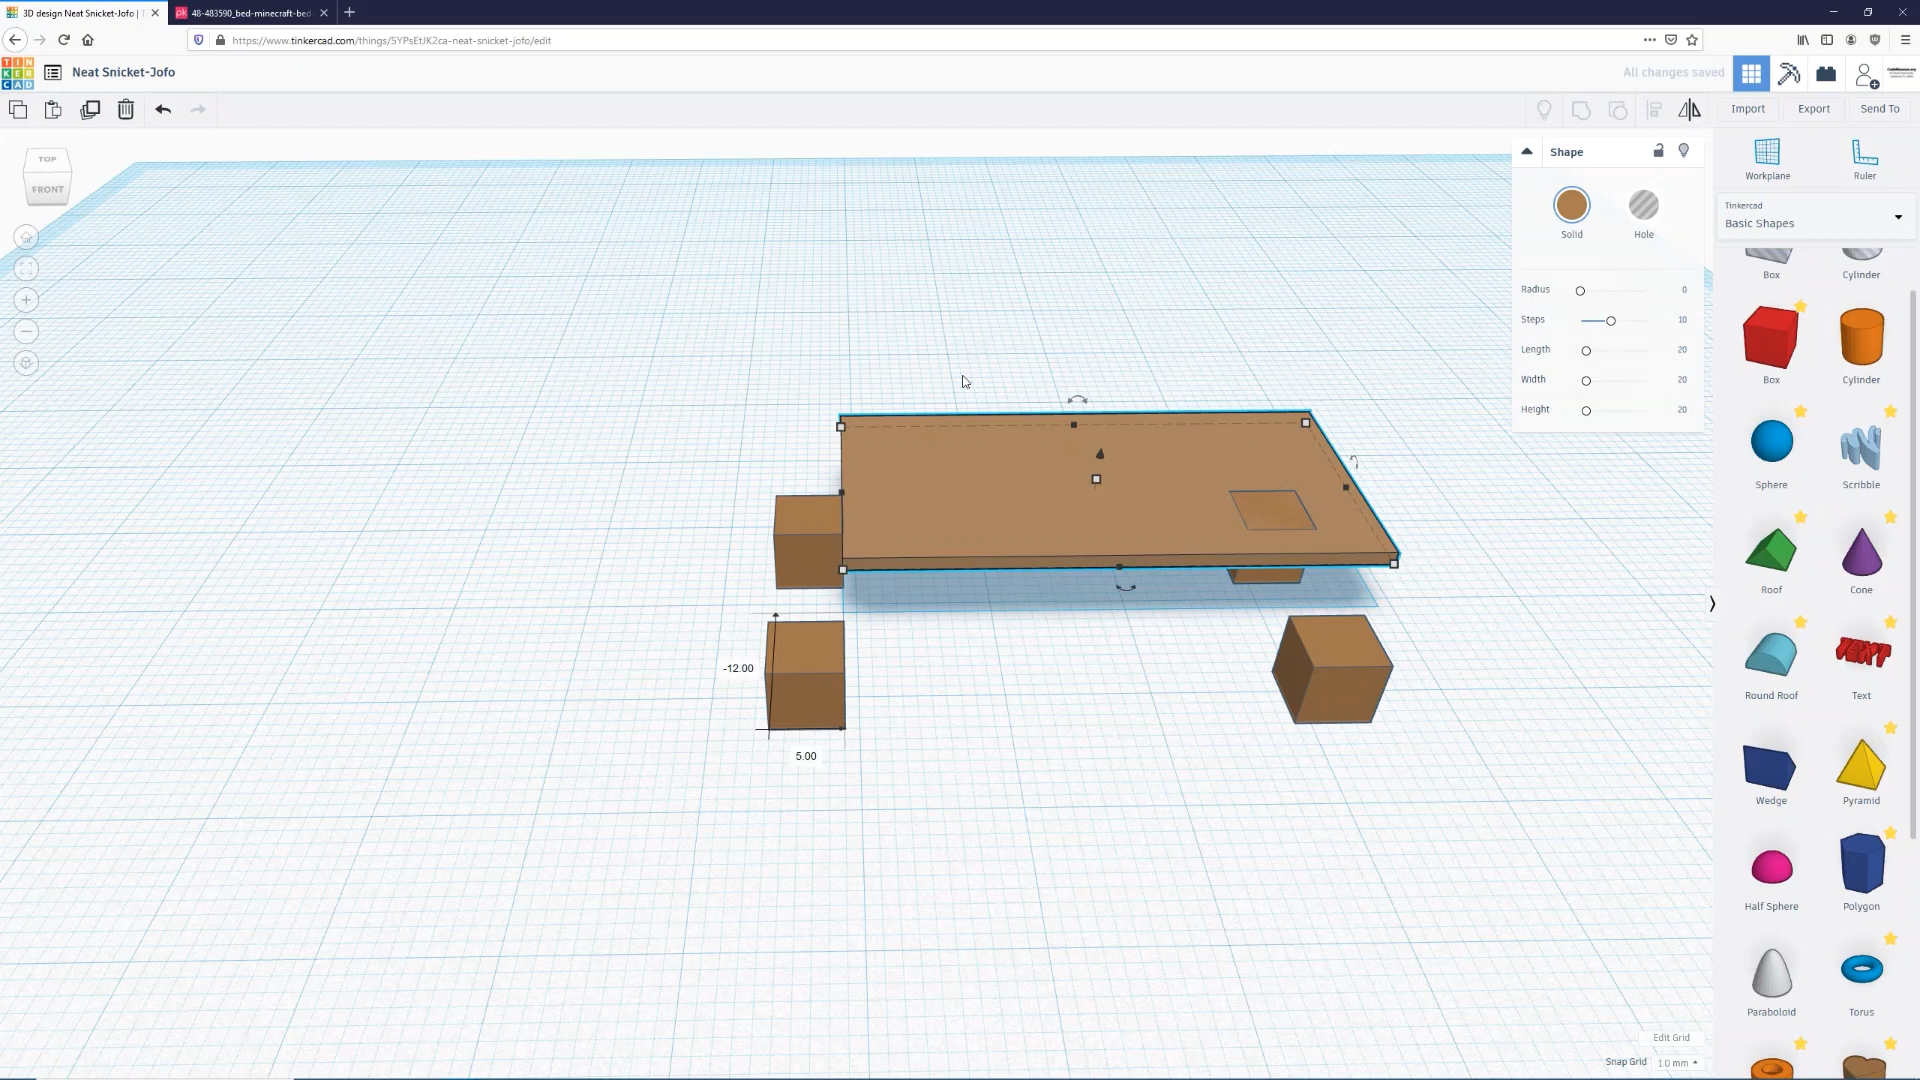 3D design Neat Snicket-Jofo | T
48-483590_bed-minecraft-bed-
https://www.tinkercad.com/things/5YPsEtJK2ca-neat-snicket-jofo/edit
TIN
KER
CAD
Neat Snicket-Jofo
All changes saved
Import
Export
Send To
TOP
FRONT
Shape
Solid
Hole
Radius 0
Steps 10
Length 20
Width 20
Height 20
Workplane
Ruler
Tinkercad
Basic Shapes
Box
Cylinder
Box
Cylinder
Sphere
Scribble
Roof
Cone
Round Roof
TEXT
Text
Wedge
Pyramid
Half Sphere
Polygon
Paraboloid
Torus
-12.00
5.00
Edit Grid
Snap Grid 1.0 mm